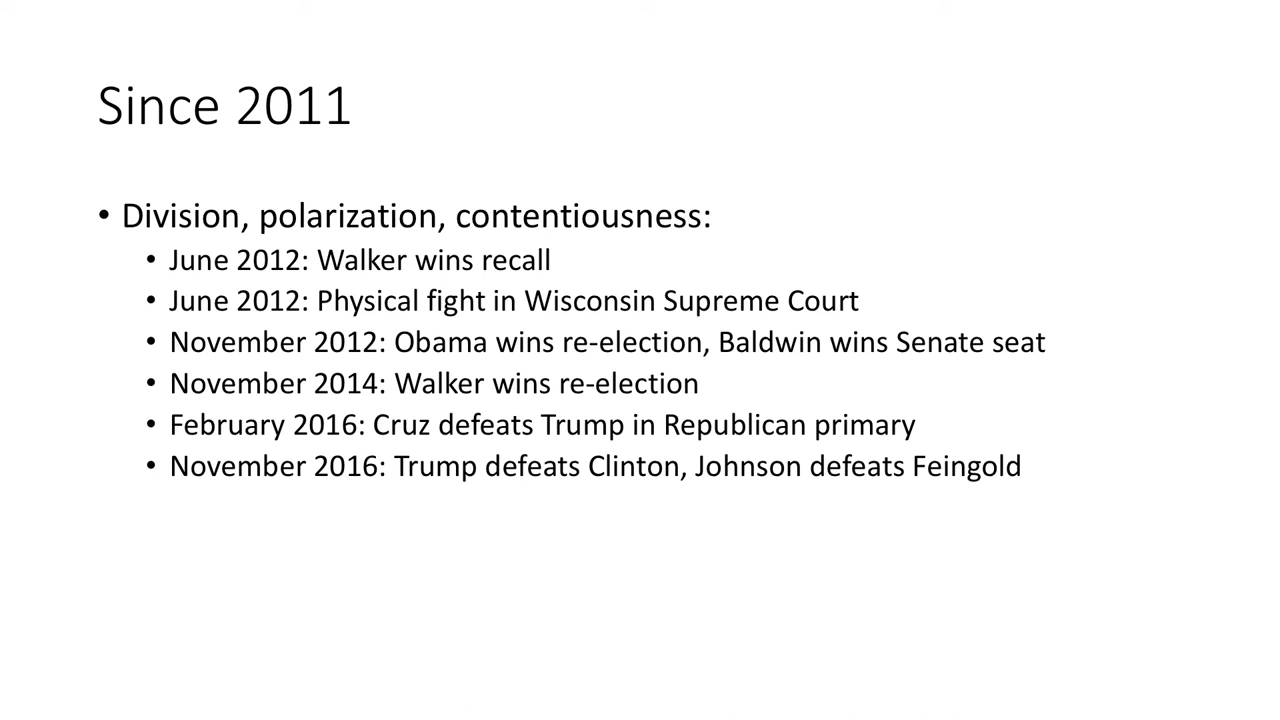 Since 2011
• Division, polarization, contentiousness:
• June 2012: Walker wins recall
• June 2012: Physical fight in Wisconsin Supreme Court
• November 2012: Obama wins re-election, Baldwin wins Senate seat
• November 2014: Walker wins re-election
• February 2016: Cruz defeats Trump in Republican primary
• November 2016: Trump defeats Clinton, Johnson defeats Feingold